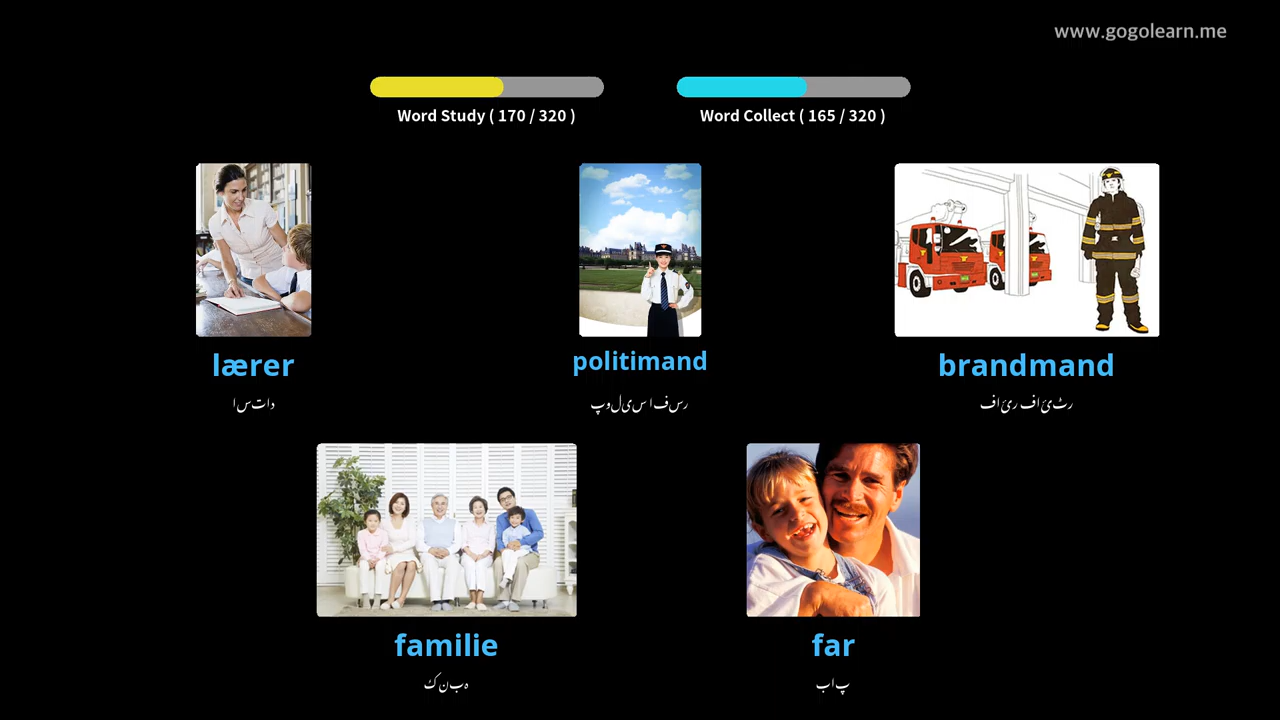 www.gogolearn.me
Word Study ( 170 / 320 )
Word Collect ( 165 / 320 )
lærer
استاد
politimand
پولیس افسر
brandmand
فائر فائٹر
familie
کنبہ
far
باپ